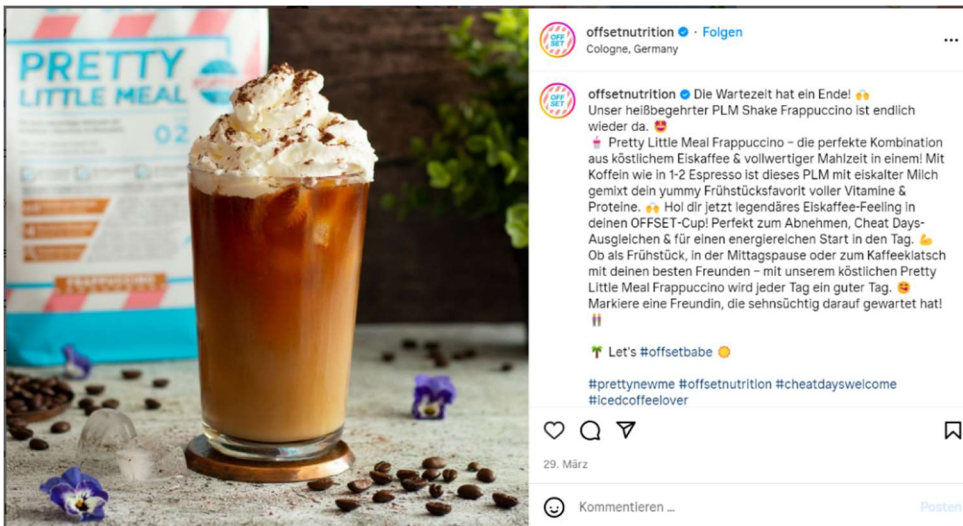 PRETTY
LITTLE MEAL
02
FRAPPUCCINO
OFF
SET
offsetnutrition · Folgen
Cologne, Germany
OFF
SET
offsetnutrition Die Wartezeit hat ein Ende! 🙌
Unser heißbegehrter PLM Shake Frappuccino ist endlich
wieder da. 🤩
🥤 Pretty Little Meal Frappuccino – die perfekte Kombination
aus köstlichem Eiskaffee & vollwertiger Mahlzeit in einem! Mit
Koffein wie in 1-2 Espresso ist dieses PLM mit eiskalter Milch
gemixt dein yummy Frühstücksfavorit voller Vitamine &
Proteine. 🙌 Hol dir jetzt legendäres Eiskaffee-Feeling in
deinen OFFSET-Cup! Perfekt zum Abnehmen, Cheat Days-
Ausgleichen & für einen energiereichen Start in den Tag. 💪
Ob als Frühstück, in der Mittagspause oder zum Kaffeeklatsch
mit deinen besten Freunden – mit unserem köstlichen Pretty
Little Meal Frappuccino wird jeder Tag ein guter Tag. 🥰
Markiere eine Freundin, die sehnsüchtig darauf gewartet hat!
👭
🌴 Let's #offsetbabe 🌞
#prettynewme #offsetnutrition #cheatdayswelcome
#icedcoffeelover
29. März
Kommentieren ...
Posten